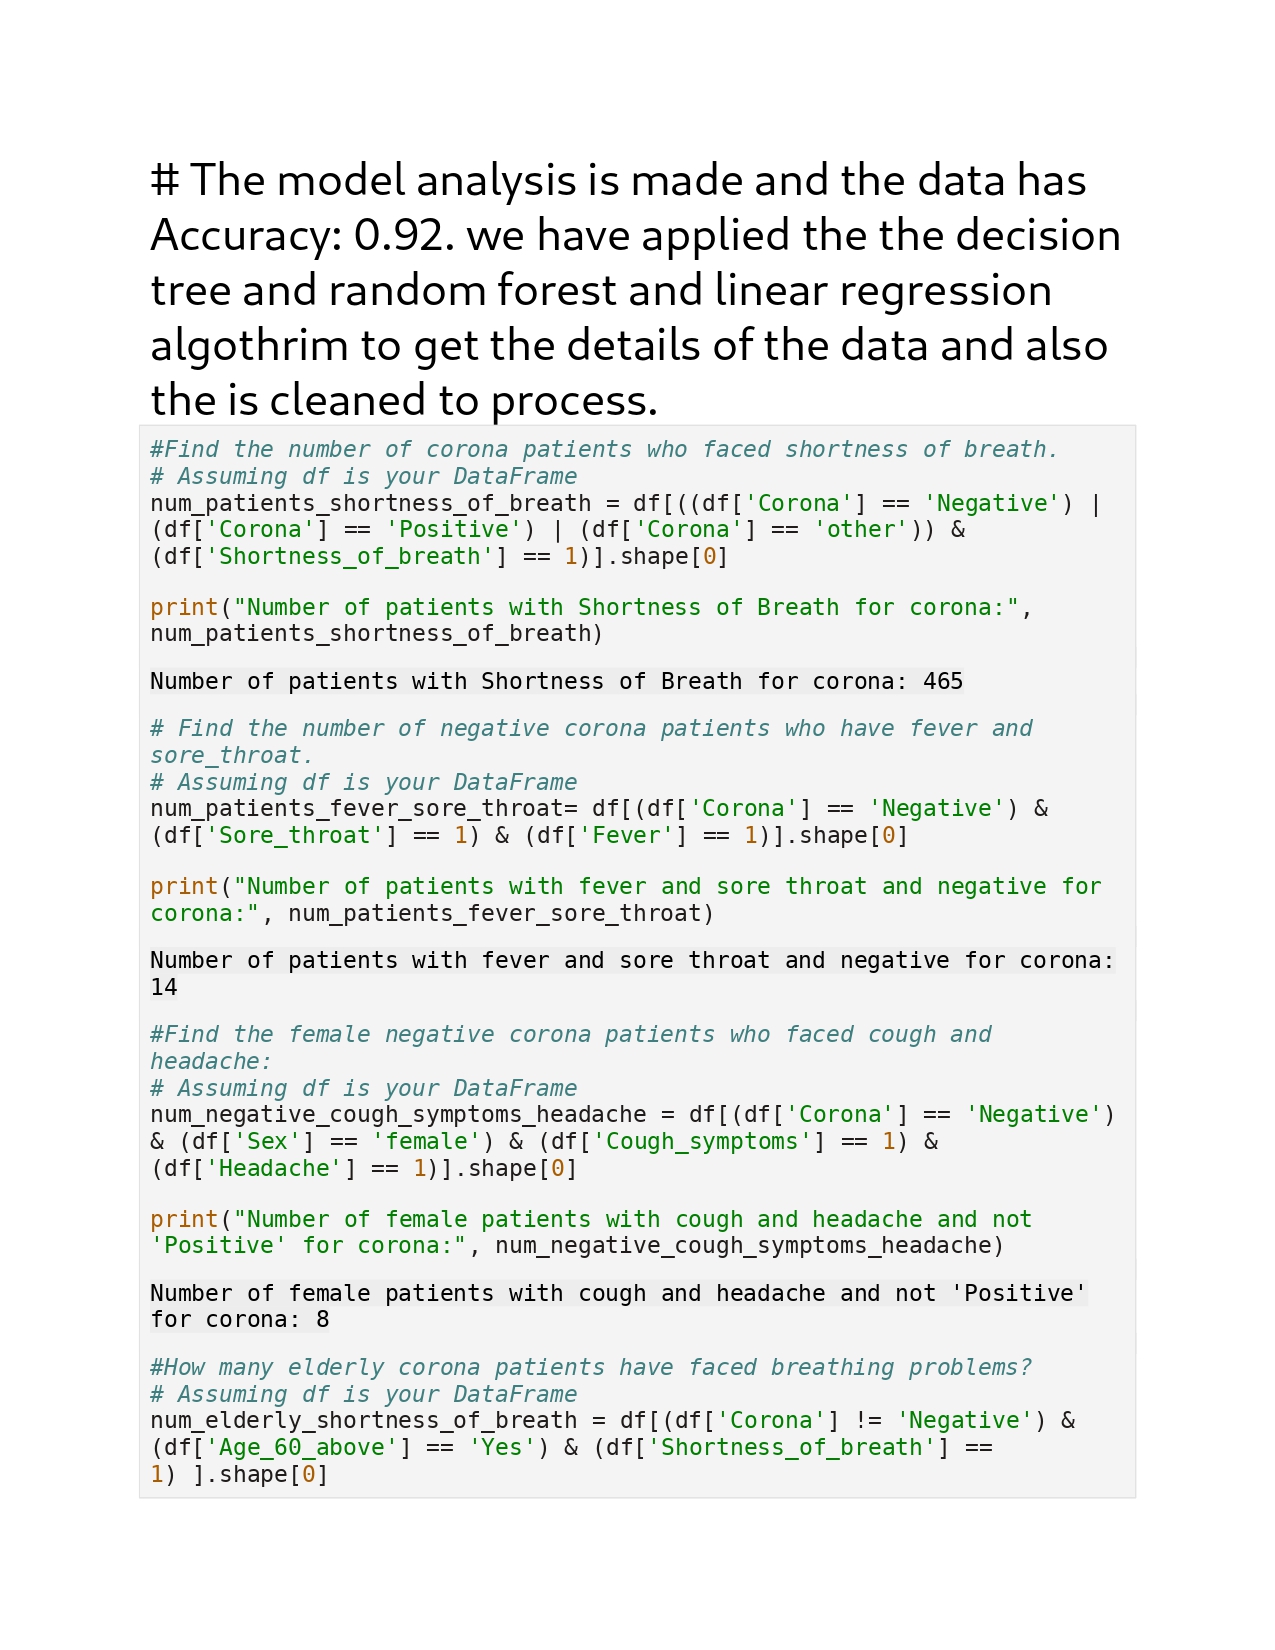 # The model analysis is made and the data has
Accuracy: 0.92. we have applied the the decision
tree and random forest and linear regression
algothrim to get the details of the data and also
the is cleaned to process.
#Find the number of corona patients who faced shortness of breath.
# Assuming df is your DataFrame
num_patients_shortness_of_breath = df[((df['Corona'] == 'Negative') |
(df['Corona'] == 'Positive') | (df['Corona'] == 'other')) &
(df['Shortness_of_breath'] == 1)].shape[0]
print("Number of patients with Shortness of Breath for corona:",
num_patients_shortness_of_breath)
Number of patients with Shortness of Breath for corona: 465
# Find the number of negative corona patients who have fever and
sore_throat.
# Assuming df is your DataFrame
num_patients_fever_sore_throat= df[(df['Corona'] == 'Negative') &
(df['Sore_throat'] == 1) & (df['Fever'] == 1)].shape[0]
print("Number of patients with fever and sore throat and negative for
corona:", num_patients_fever_sore_throat)
Number of patients with fever and sore throat and negative for corona:
14
#Find the female negative corona patients who faced cough and
headache:
# Assuming df is your DataFrame
num_negative_cough_symptoms_headache = df[(df['Corona'] == 'Negative')
& (df['Sex'] == 'female') & (df['Cough_symptoms'] == 1) &
(df['Headache'] == 1)].shape[0]
print("Number of female patients with cough and headache and not
'Positive' for corona:", num_negative_cough_symptoms_headache)
Number of female patients with cough and headache and not 'Positive'
for corona: 8
#How many elderly corona patients have faced breathing problems?
# Assuming df is your DataFrame
num_elderly_shortness_of_breath = df[(df['Corona'] != 'Negative') &
(df['Age_60_above'] == 'Yes') & (df['Shortness_of_breath'] ==
1) ].shape[0]